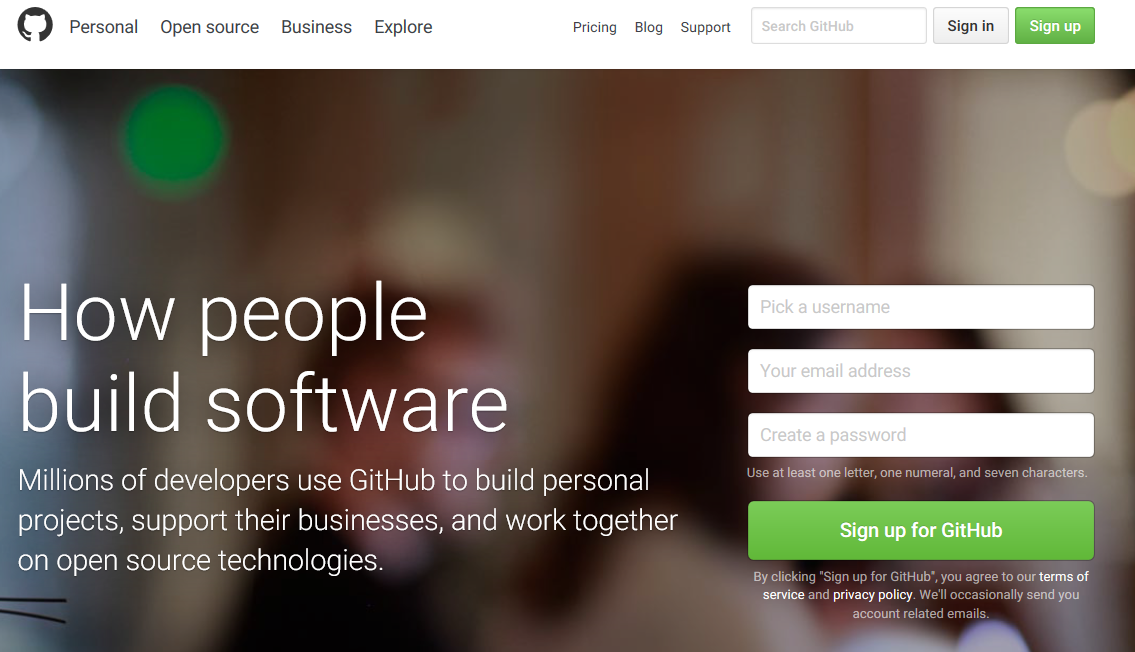 Personal Open source Business Explore Pricing Blog Support Search GitHub Sign in Sign up
How people
build software
Millions of developers use GitHub to build personal
projects, support their businesses, and work together
on open source technologies.
Pick a username
Your email address
Create a password
Use at least one letter, one numeral, and seven characters.
Sign up for GitHub
By clicking "Sign up for GitHub", you agree to our terms of
service and privacy policy. We'll occasionally send you
account related emails.